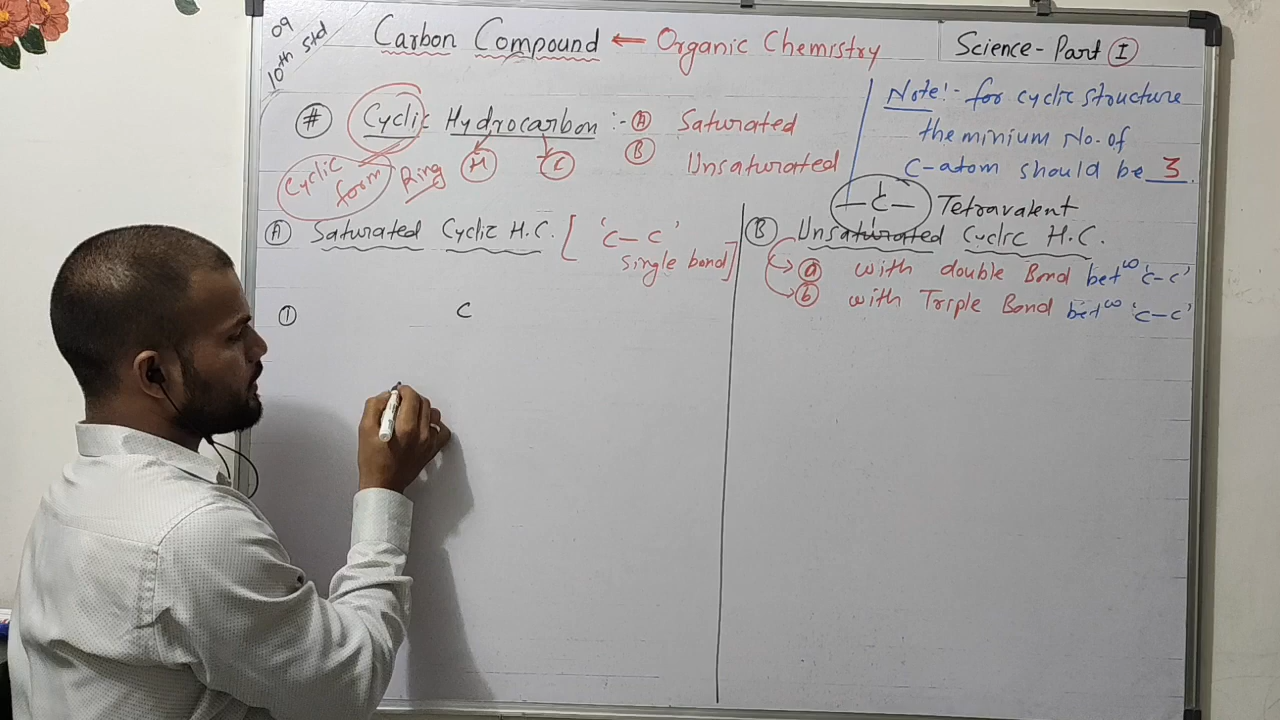 09
10th std
Carbon Compound ← Organic Chemistry
Science-Part I
# Cyclic Hydrocarbon :- A Saturated
B Unsaturated
Cyclic form Ring H C
Note:- for cyclic structure
the minium No. of
C-atom should be 3.
-C- Tetravalent
A Saturated Cyclic H.C. [ 'C-C'
single bond]
B Unsaturated Cyclic H.C.
a with double Bond betw 'C-C'
b with Triple Bond betw 'C-C'
1 C